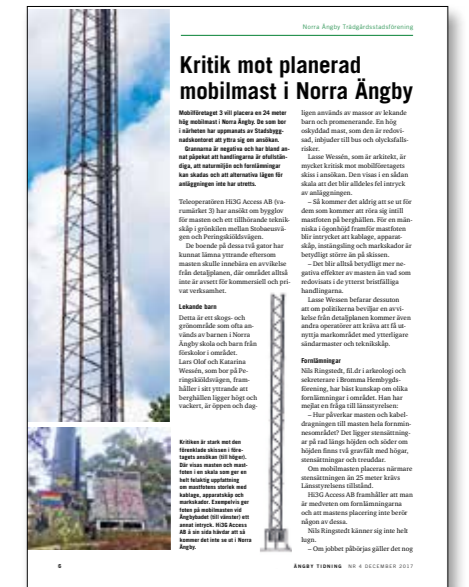 Norra Ängby Trädgårdsstadsförening
Kritik mot planerad
mobilmast i Norra Ängby
Mobilföretaget 3 vill placera en 24 meter
hög mobilmast i Norra Ängby. De som bor
i närheten har uppmanats av Stadsbygg-
nadskontoret att yttra sig om ansökan.
Grannarna är negativa och har bland an-
nat påpekat att handlingarna är ofullstän-
diga, att naturmiljön och fornlämningar
kan skadas och att alternativa lägen för
anläggningen inte har utretts.
Teleoperatören Hi3G Access AB (va-
rumärket 3) har ansökt om bygglov
för masten och ett tillhörande teknik-
skåp i grönkilen mellan Stobaeusvä-
gen och Peringskiöldsvägen.
De boende på dessa två gator har
kunnat lämna yttrande eftersom
masten skulle innebära en avvikelse
från detaljplanen, där området alltså
inte är avsett för kommersiell och pri-
vat verksamhet.
Lekande barn
Detta är ett skogs- och
grönområde som ofta an-
vänds av barnen i Norra
Ängby skola och barn från
förskolor i området.
Lars Olof och Katarina
Wessén, som bor på Pe-
ringskiöldsvägen, fram-
håller i sitt yttrande att
berghällen ligger högt och
vackert, är öppen och dag-
Kritiken är stark mot den
förenklade skissen i före-
tagets ansökan (till höger).
Där visas masten och mast-
foten i en skala som ger en
helt felaktig uppfattning
om mastfotens storlek med
kablage, apparatskåp och
markskador. Exempelvis ger
foten på mobilmasten vid
Ängbybadet (till vänster) ett
annat intryck. Hi3G Access
AB å sin sida hävdar att så
kommer det inte se ut i Norra
Ängby.
ligen används av massor av lekande
barn och promenerande. En hög
oskyddad mast, som den är redovi-
sad, inbjuder till bus och olycksfalls-
risker.
Lasse Wessén, som är arkitekt, är
mycket kritisk mot mobilföretagets
skiss i ansökan. Den visas i en sådan
skala att det blir alldeles fel intryck
av anläggningen.
– Så kommer det aldrig att se ut för
dem som kommer att röra sig intill
mastfoten på berghällen. För en män-
niska i ögonhöjd framför mastfoten
blir intrycket att kablage, apparat-
skåp, instängsling och markskador är
betydligt större än på skissen.
– Det blir alltså betydligt mer ne-
gativa effekter av masten än vad som
redovisats i de ytterst bristfälliga
handlingarna.
Lasse Wessén befarar dessutom
att om politikerna beviljar en avvi-
kelse från detaljplanen kommer även
andra operatörer att kräva att få ut-
nyttja markområdet med ytterligare
sändarmaster och teknikskåp.
Fornlämningar
Nils Ringstedt, fil.dr i arkeologi och
sekreterare i Bromma Hembygds-
förening, har bäst kunskap om olika
fornlämningar i området. Han har
mejlat en fråga till länsstyrelsen:
– Hur påverkar masten och kabel-
dragningen till masten hela fornmin-
nesområdet? Det ligger stensättning-
ar på rad längs höjden och söder om
höjden finns två gravfält med högar,
stensättningar och treuddar.
Om mobilmasten placeras närmare
stensättningen än 25 meter krävs
Länsstyrelsens tillstånd.
Hi3G Access AB framhåller att man
är medveten om fornlämningarna
och att mastens placering inte berör
någon av dessa.
Nils Ringstedt känner sig inte helt
lugn.
– Om jobbet påbörjas gäller det nog
6
ÄNGBY TIDNING NR 4 DECEMBER 2017